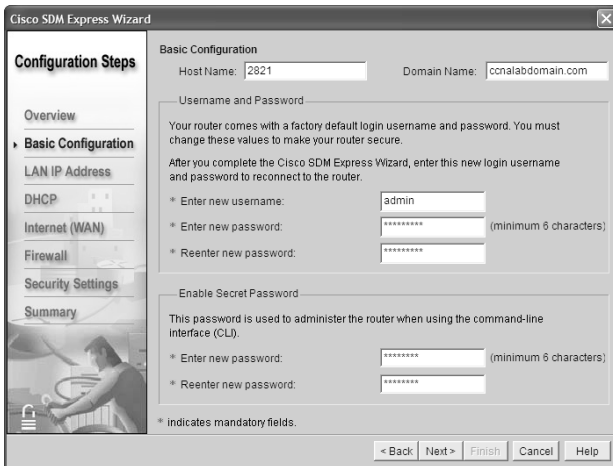 Cisco SDM Express Wizard
Configuration Steps
Overview
Basic Configuration
LAN IP Address
DHCP
Internet (WAN)
Firewall
Security Settings
Summary
Basic Configuration
Host Name: 2821 Domain Name: ccnalabdomain.com
Username and Password
Your router comes with a factory default login username and password. You must
change these values to make your router secure.
After you complete the Cisco SDM Express Wizard, enter this new login username
and password to reconnect to the router.
* Enter new username: admin
* Enter new password: ********* (minimum 6 characters)
* Reenter new password: *********
Enable Secret Password
This password is used to administer the router when using the command-line
interface (CLI).
* Enter new password: ******** (minimum 6 characters)
* Reenter new password: ********
* indicates mandatory fields.
< Back Next > Finish Cancel Help